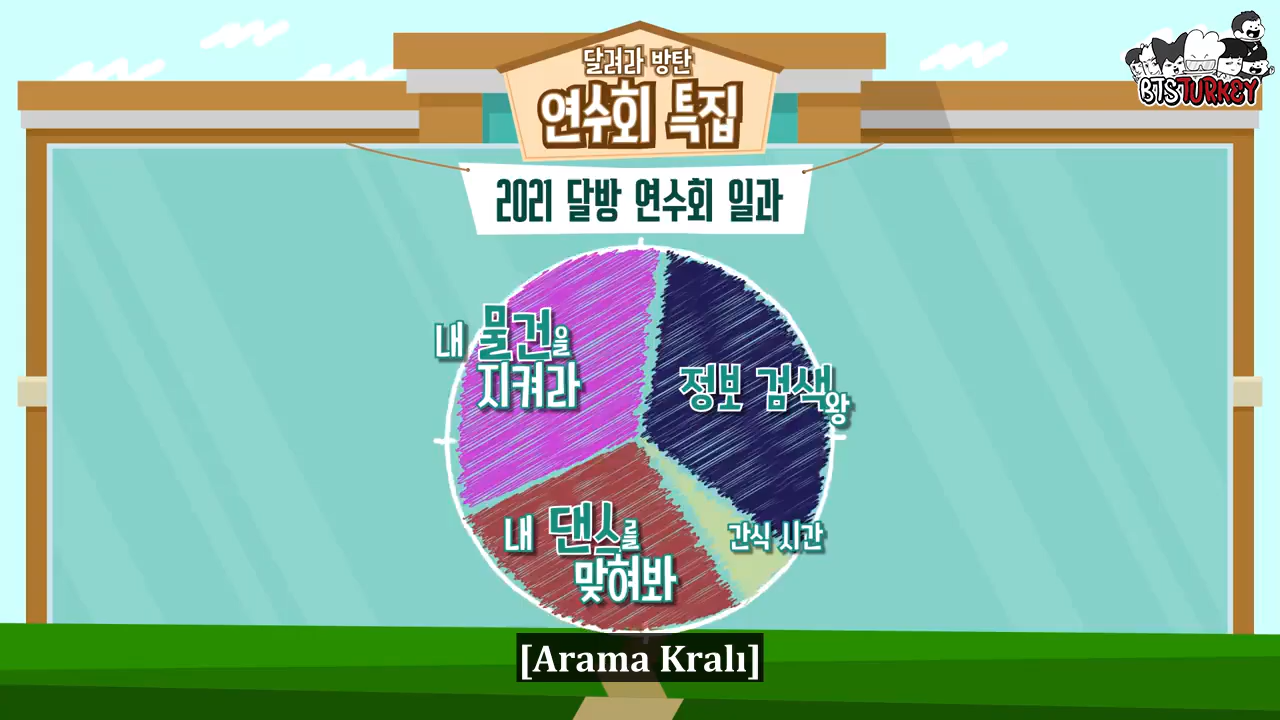 달려라 방탄
연수회 특집
BTSTURKEY
2021 달방 연수회 일과
내 물건을
지켜라
정보 검색왕
간식 시간
내 댄스를
맞혀봐
[Arama Kralı]